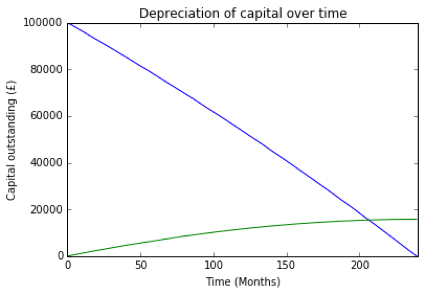 Depreciation of capital over time
Capital outstanding (£)
100000
80000
60000
40000
20000
0
0 50 100 150 200
Time (Months)